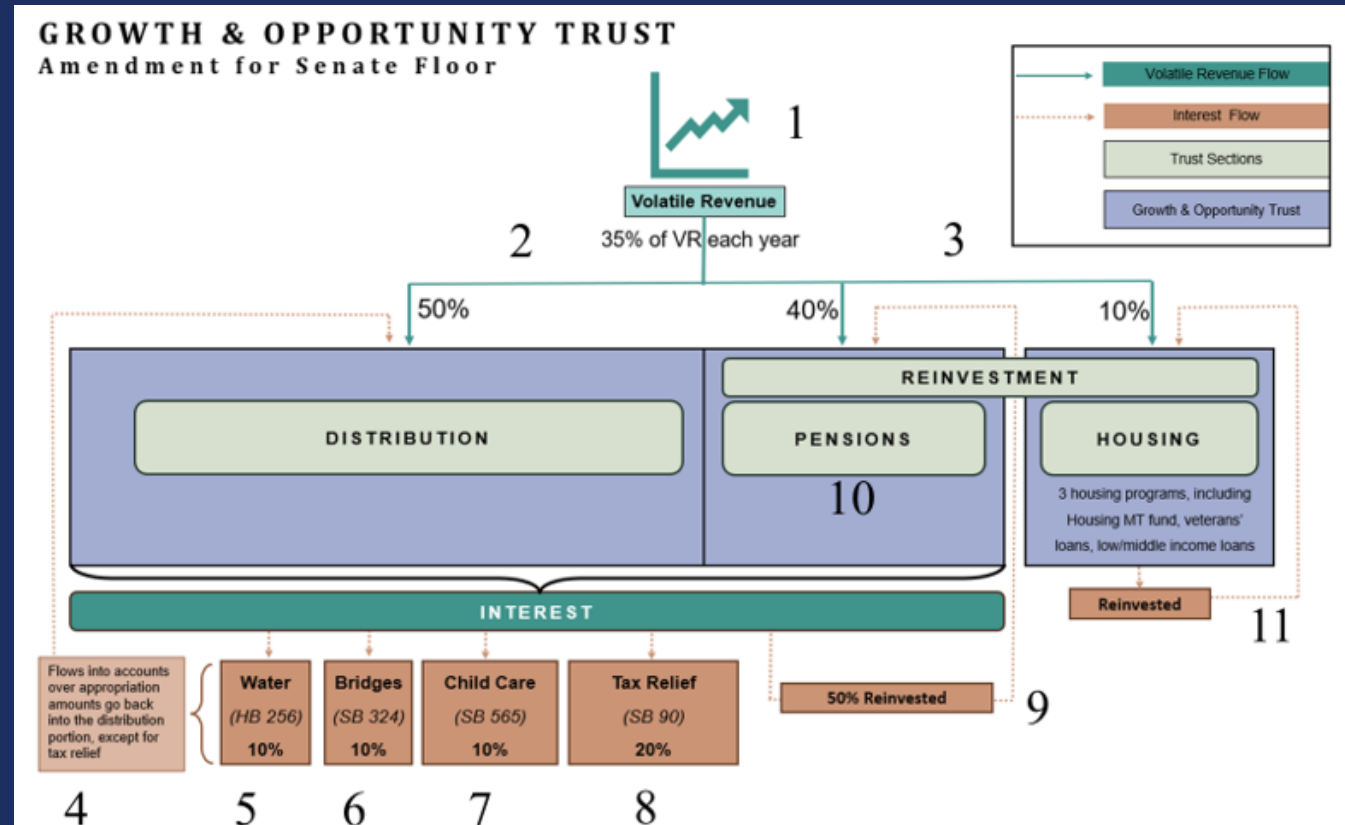 GROWTH & OPPORTUNITY TRUST
Amendment for Senate Floor
Volatile Revenue Flow
Interest Flow
Trust Sections
Growth & Opportunity Trust
1
Volatile Revenue
35% of VR each year
2
3
50%
40%
10%
REINVESTMENT
DISTRIBUTION
PENSIONS
HOUSING
10
3 housing programs, including
Housing MT fund, veterans'
loans, low/middle income loans
INTEREST
Reinvested
11
Flows into accounts
over appropriation
amounts go back
into the distribution
portion, except for
tax relief
Water
(HB 256)
10%
Bridges
(SB 324)
10%
Child Care
(SB 565)
10%
Tax Relief
(SB 90)
20%
50% Reinvested
9
4
5
6
7
8